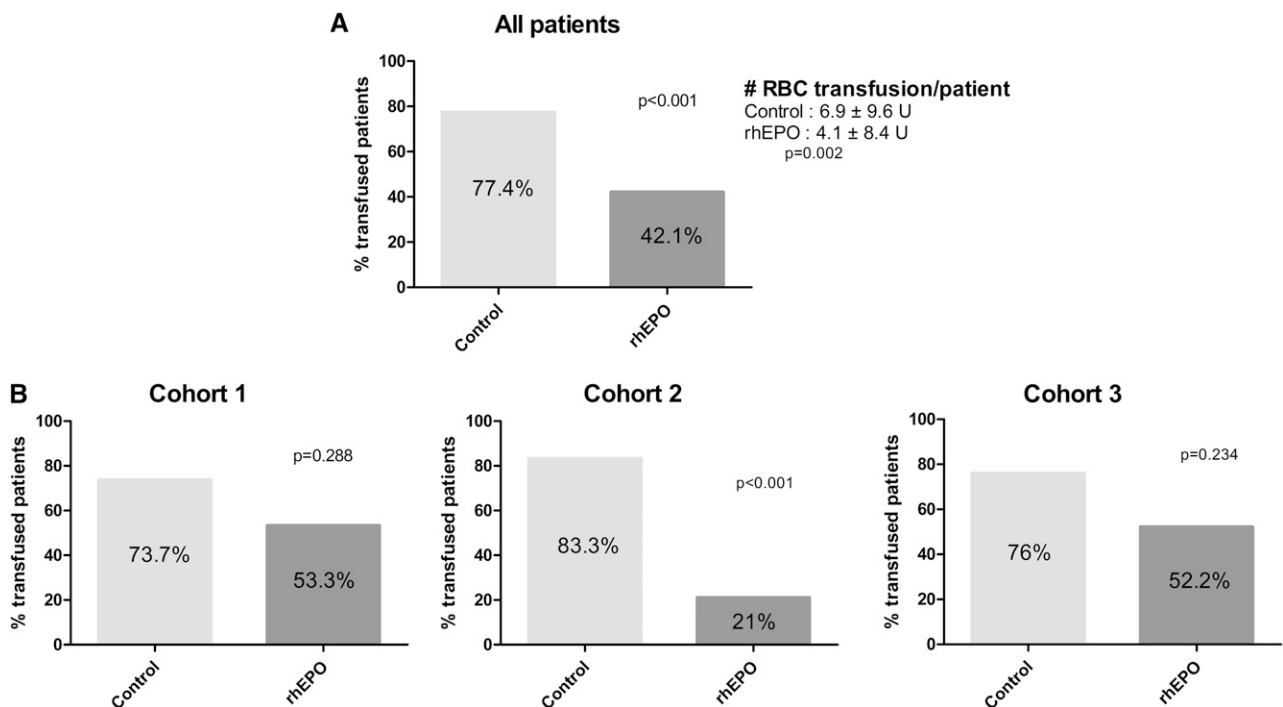 A
All patients
% transfused patients
100
80
60
40
20
0
77.4%
42.1%
p<0.001
Control
rhEPO
# RBC transfusion/patient
Control : 6.9 ± 9.6 U
rhEPO : 4.1 ± 8.4 U
p=0.002
B
Cohort 1
% transfused patients
100
80
60
40
20
0
73.7%
53.3%
p=0.288
Control
rhEPO
Cohort 2
% transfused patients
100
80
60
40
20
0
83.3%
21%
p<0.001
Control
rhEPO
Cohort 3
% transfused patients
100
80
60
40
20
0
76%
52.2%
p=0.234
Control
rhEPO